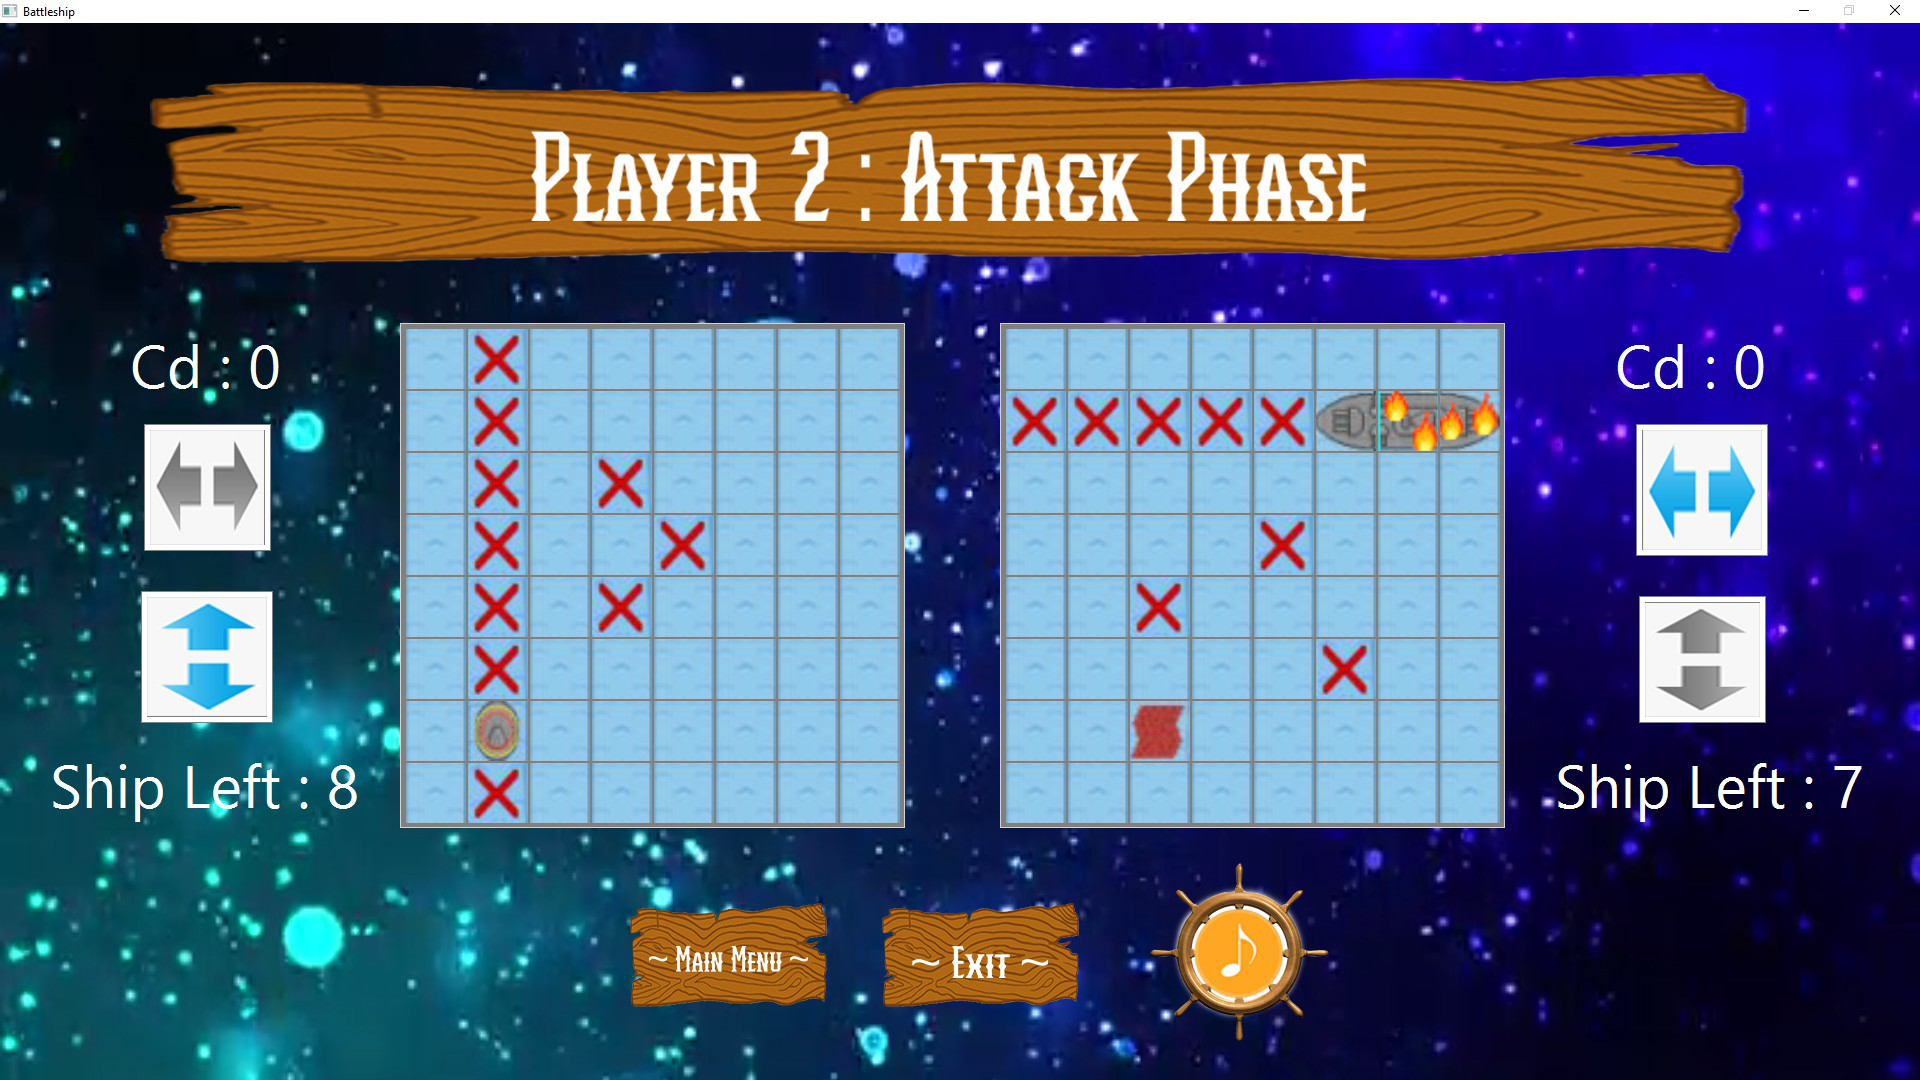 Battleship
Player 2 : Attack Phase
Cd : 0
Cd : 0
Ship Left : 8
Ship Left : 7
~ Main Menu ~
~ Exit ~